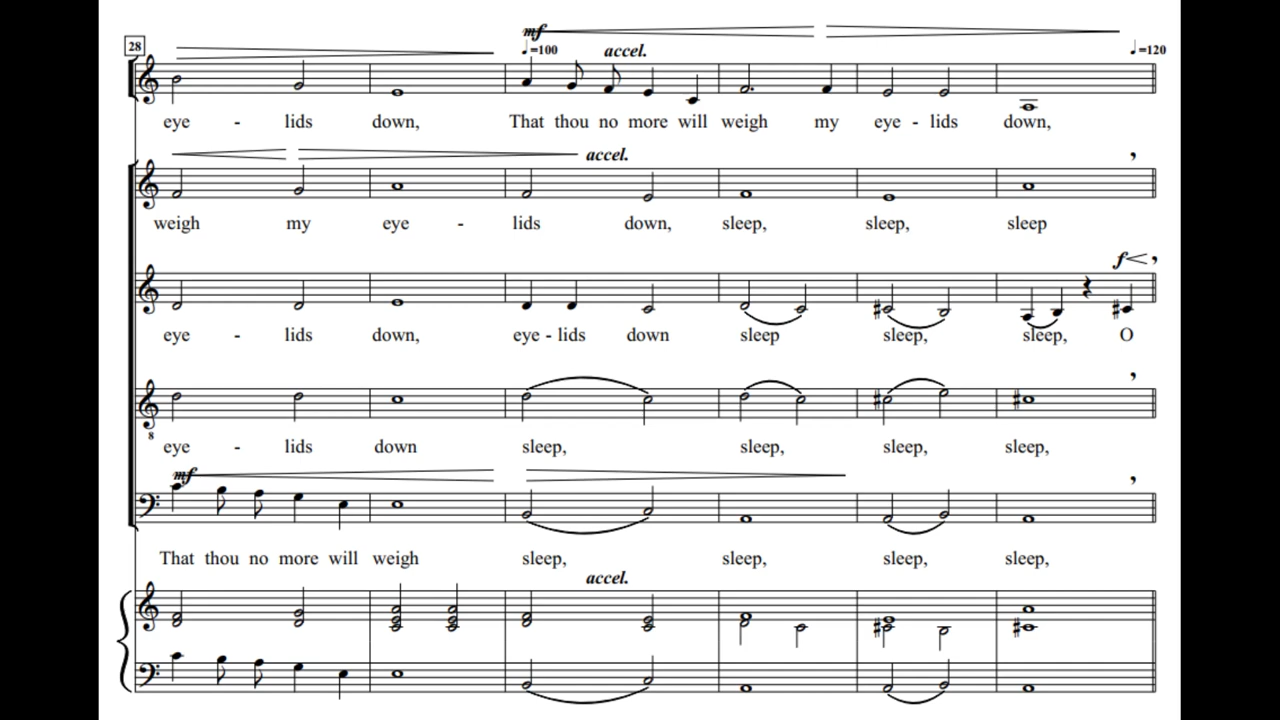 mf
28
♩=100 accel. ♩=120
eye - lids down, That thou no more will weigh my eye - lids down,
accel.
weigh my eye - lids down, sleep, sleep, sleep
f
eye - lids down, eye - lids down sleep sleep, sleep, O
8
eye - lids down sleep, sleep, sleep, sleep,
mf
That thou no more will weigh sleep, sleep, sleep, sleep,
accel.